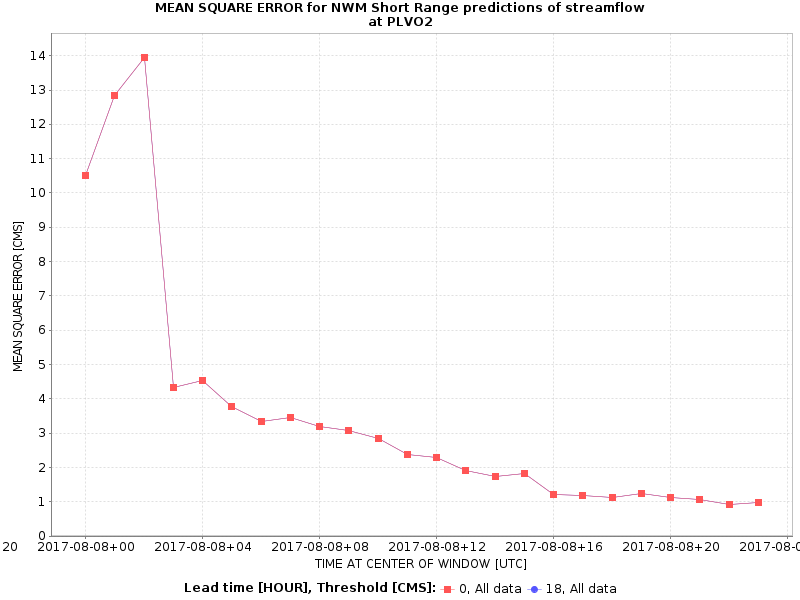 MEAN SQUARE ERROR for NWM Short Range predictions of streamflow
at PLVO2
14
13
12
11
10
9
8
7
6
5
4
3
2
1
0
MEAN SQUARE ERROR [CMS]
20 2017-08-08+00 2017-08-08+04 2017-08-08+08 2017-08-08+12 2017-08-08+16 2017-08-08+20 2017-08-0
TIME AT CENTER OF WINDOW [UTC]
Lead time [HOUR], Threshold [CMS]: 0, All data 18, All data